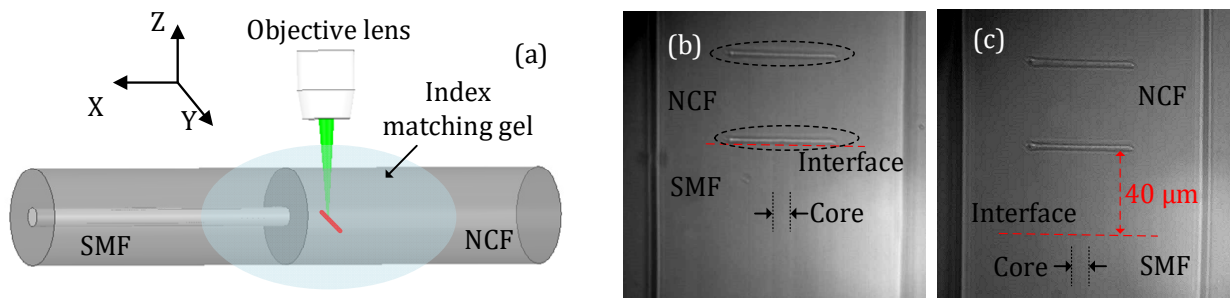 (a)
Z
X
Y
Objective lens
Index
matching gel
SMF
NCF
(b)
NCF
Interface
SMF
Core
(c)
NCF
40 μm
Interface
Core
SMF